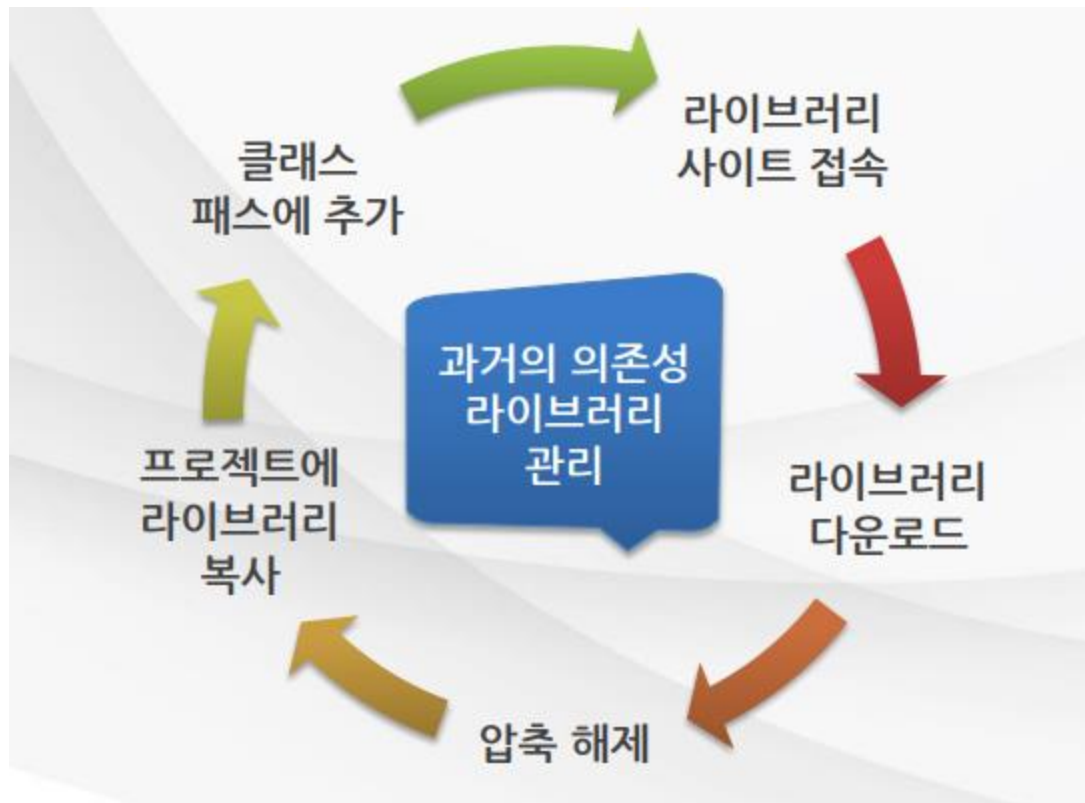 라이브러리
사이트 접속
라이브러리
다운로드
압축 해제
프로젝트에
라이브러리
복사
클래스
패스에 추가
과거의 의존성
라이브러리
관리